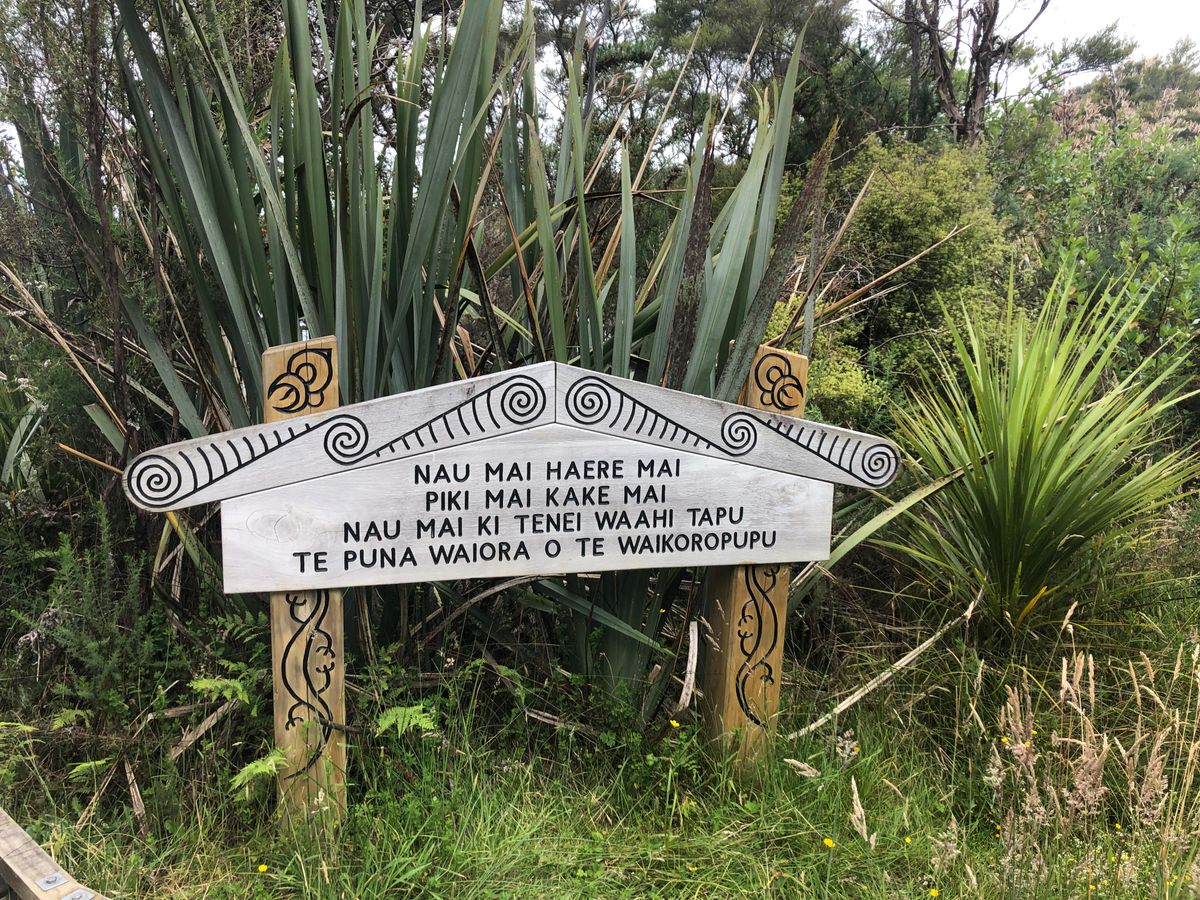 NAU MAI HAERE MAI
PIKI MAI KAKE MAI
NAU MAI KI TENEI WAAHI TAPU
TE PUNA WAIORA O TE WAIKOROPUPU